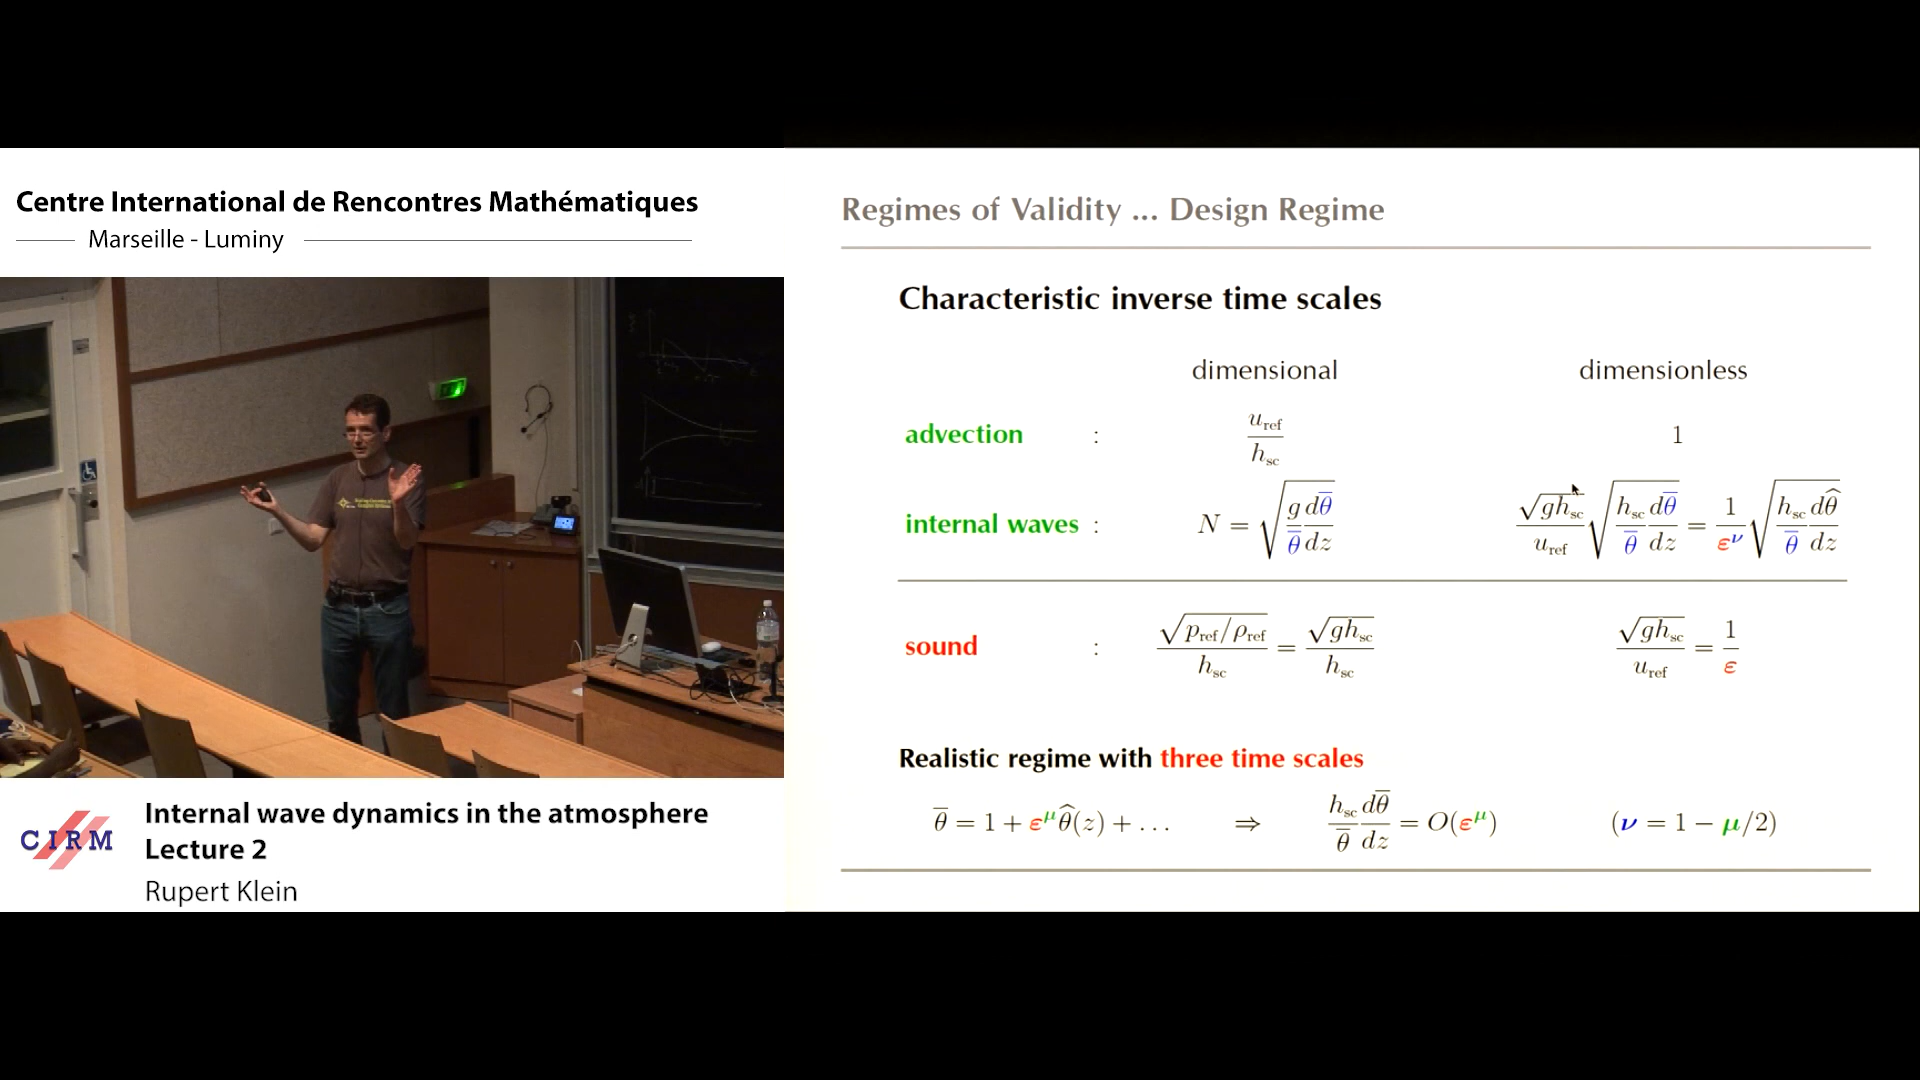 Centre International de Rencontres Mathématiques
Marseille - Luminy
CIRM
Internal wave dynamics in the atmosphere
Lecture 2
Rupert Klein
Regimes of Validity ... Design Regime
Characteristic inverse time scales
dimensional dimensionless
advection : u_ref / h_sc 1
internal waves : N = √(g/θ̅ dθ̅/dz) √(gh_sc)/u_ref √(h_sc/θ̅ dθ̅/dz) = 1/ε^ν √(h_sc/θ̅ dθ̂/dz)
sound : √(p_ref/ρ_ref)/h_sc = √(gh_sc)/h_sc √(gh_sc)/u_ref = 1/ε
Realistic regime with three time scales
θ̅ = 1 + ε^μ θ̂(z) + ... ⇒ h_sc/θ̅ dθ̅/dz = O(ε^μ) (ν = 1 − μ/2)